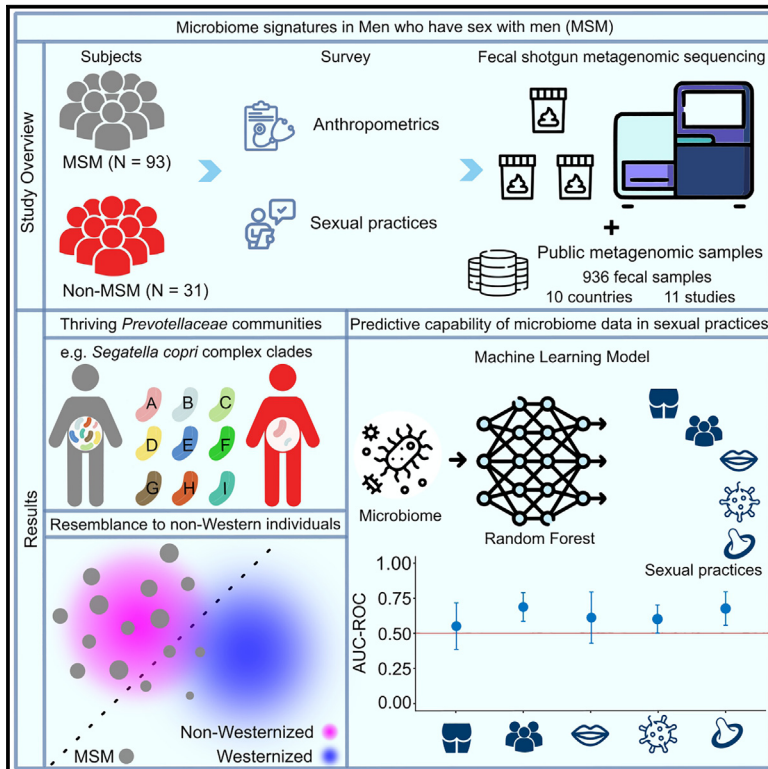 Microbiome signatures in Men who have sex with men (MSM)
Study Overview
Subjects
MSM (N = 93)
Non-MSM (N = 31)
Survey
Anthropometrics
Sexual practices
Fecal shotgun metagenomic sequencing
+
Public metagenomic samples
936 fecal samples
10 countries 11 studies
Results
Thriving Prevotellaceae communities
e.g. Segatella copri complex clades
A B C
D E F
G H I
Resemblance to non-Western individuals
Non-Westernized
MSM Westernized
Predictive capability of microbiome data in sexual practices
Machine Learning Model
Microbiome
Random Forest
Sexual practices
AUC-ROC
1.00
0.75
0.50
0.25
0.00